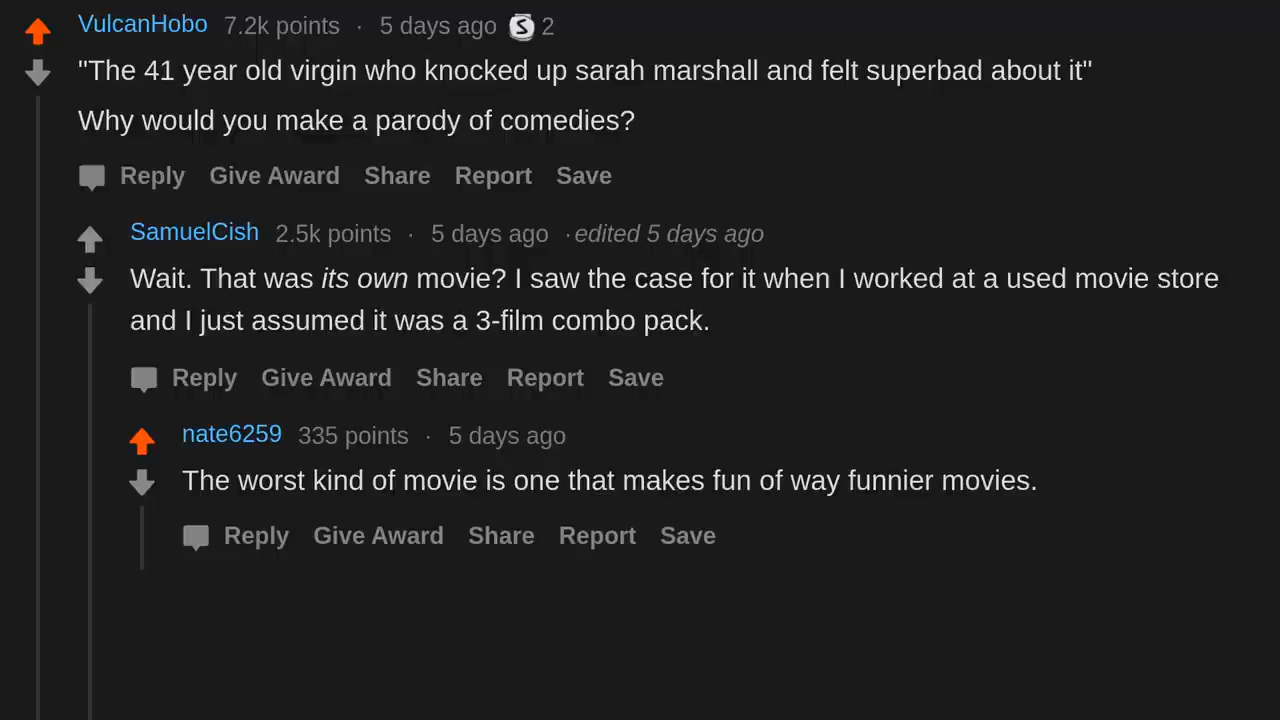 VulcanHobo 7.2k points · 5 days ago S 2
"The 41 year old virgin who knocked up sarah marshall and felt superbad about it"
Why would you make a parody of comedies?
Reply Give Award Share Report Save
SamuelCish 2.5k points · 5 days ago · edited 5 days ago
Wait. That was its own movie? I saw the case for it when I worked at a used movie store
and I just assumed it was a 3-film combo pack.
Reply Give Award Share Report Save
nate6259 335 points · 5 days ago
The worst kind of movie is one that makes fun of way funnier movies.
Reply Give Award Share Report Save